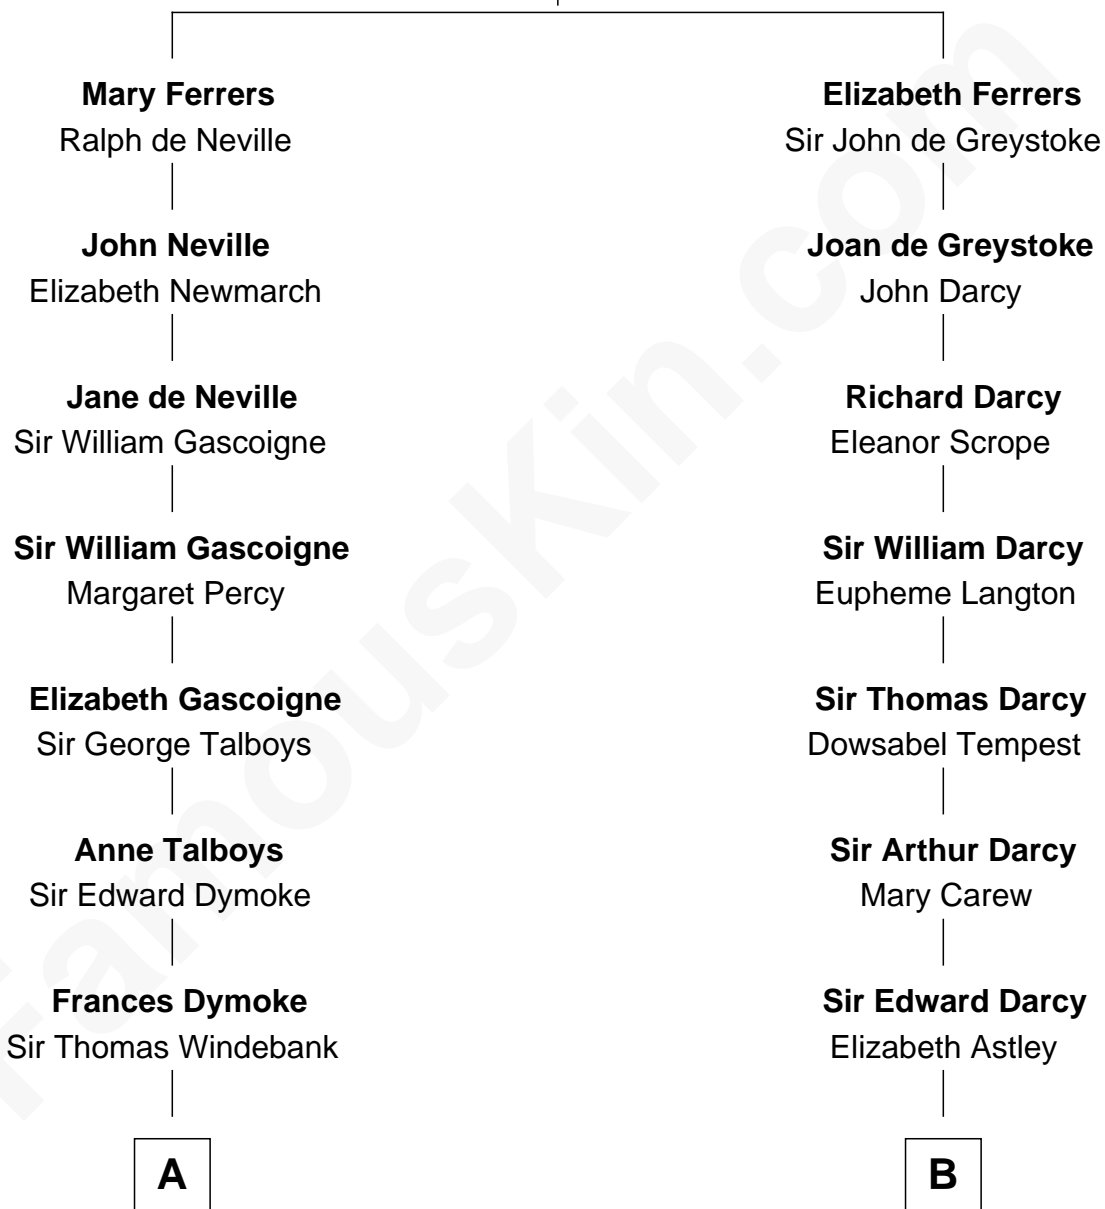 Mary Ferrers
Ralph de Neville
John Neville
Elizabeth Newmarch
Jane de Neville
Sir William Gascoigne
Sir William Gascoigne
Margaret Percy
Elizabeth Gascoigne
Sir George Talboys
Anne Talboys
Sir Edward Dymoke
Frances Dymoke
Sir Thomas Windebank
A
Elizabeth Ferrers
Sir John de Greystoke
Joan de Greystoke
John Darcy
Richard Darcy
Eleanor Scrope
Sir William Darcy
Eupheme Langton
Sir Thomas Darcy
Dowsabel Tempest
Sir Arthur Darcy
Mary Carew
Sir Edward Darcy
Elizabeth Astley
B
FamousKin.com